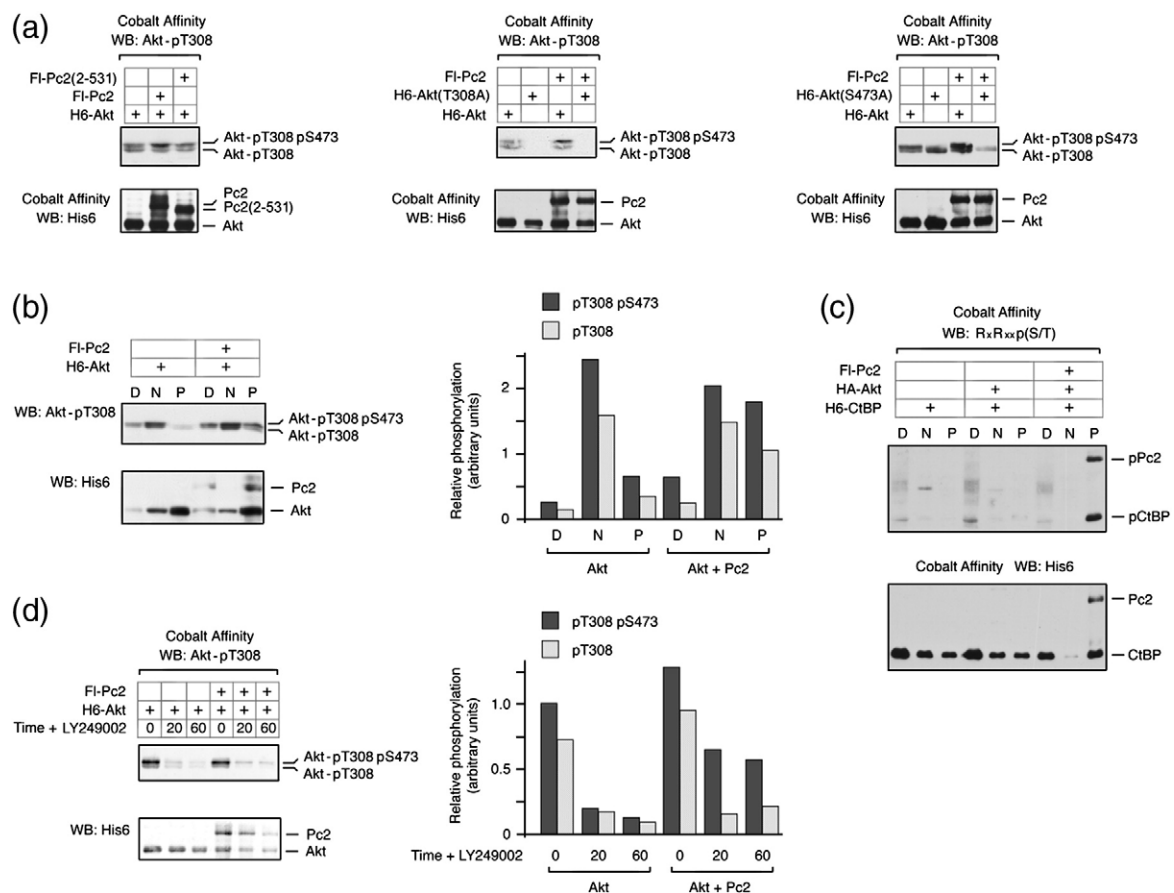 (a)
Cobalt Affinity
WB: Akt-pT308
Fl-Pc2(2-531) +
Fl-Pc2 +
H6-Akt + + +
Akt-pT308 pS473
Akt-pT308
Cobalt Affinity
WB: His6
Pc2
Pc2(2-531)
Akt
Cobalt Affinity
WB: Akt-pT308
Fl-Pc2 + +
H6-Akt(T308A) + +
H6-Akt + +
Akt-pT308 pS473
Akt-pT308
Cobalt Affinity
WB: His6
Pc2
Akt
Cobalt Affinity
WB: Akt-pT308
Fl-Pc2 + +
H6-Akt(S473A) + +
H6-Akt + +
Akt-pT308 pS473
Akt-pT308
Cobalt Affinity
WB: His6
Pc2
Akt
(b)
Fl-Pc2 +
H6-Akt + +
D N P D N P
WB: Akt-pT308
Akt-pT308 pS473
Akt-pT308
WB: His6
Pc2
Akt
pT308 pS473
pT308
Relative phosphorylation
(arbitrary units)
2
1
0
D N P D N P
Akt Akt + Pc2
(c)
Cobalt Affinity
WB: RxRxxp(S/T)
Fl-Pc2 +
HA-Akt + +
H6-CtBP + + +
D N P D N P D N P
pPc2
pCtBP
Cobalt Affinity WB: His6
Pc2
CtBP
(d)
Cobalt Affinity
WB: Akt-pT308
Fl-Pc2 + + +
H6-Akt + + + + + +
Time + LY249002 0 20 60 0 20 60
Akt-pT308 pS473
Akt-pT308
WB: His6
Pc2
Akt
pT308 pS473
pT308
Relative phosphorylation
(arbitrary units)
1.0
0.5
0
Time + LY249002 0 20 60 0 20 60
Akt Akt + Pc2